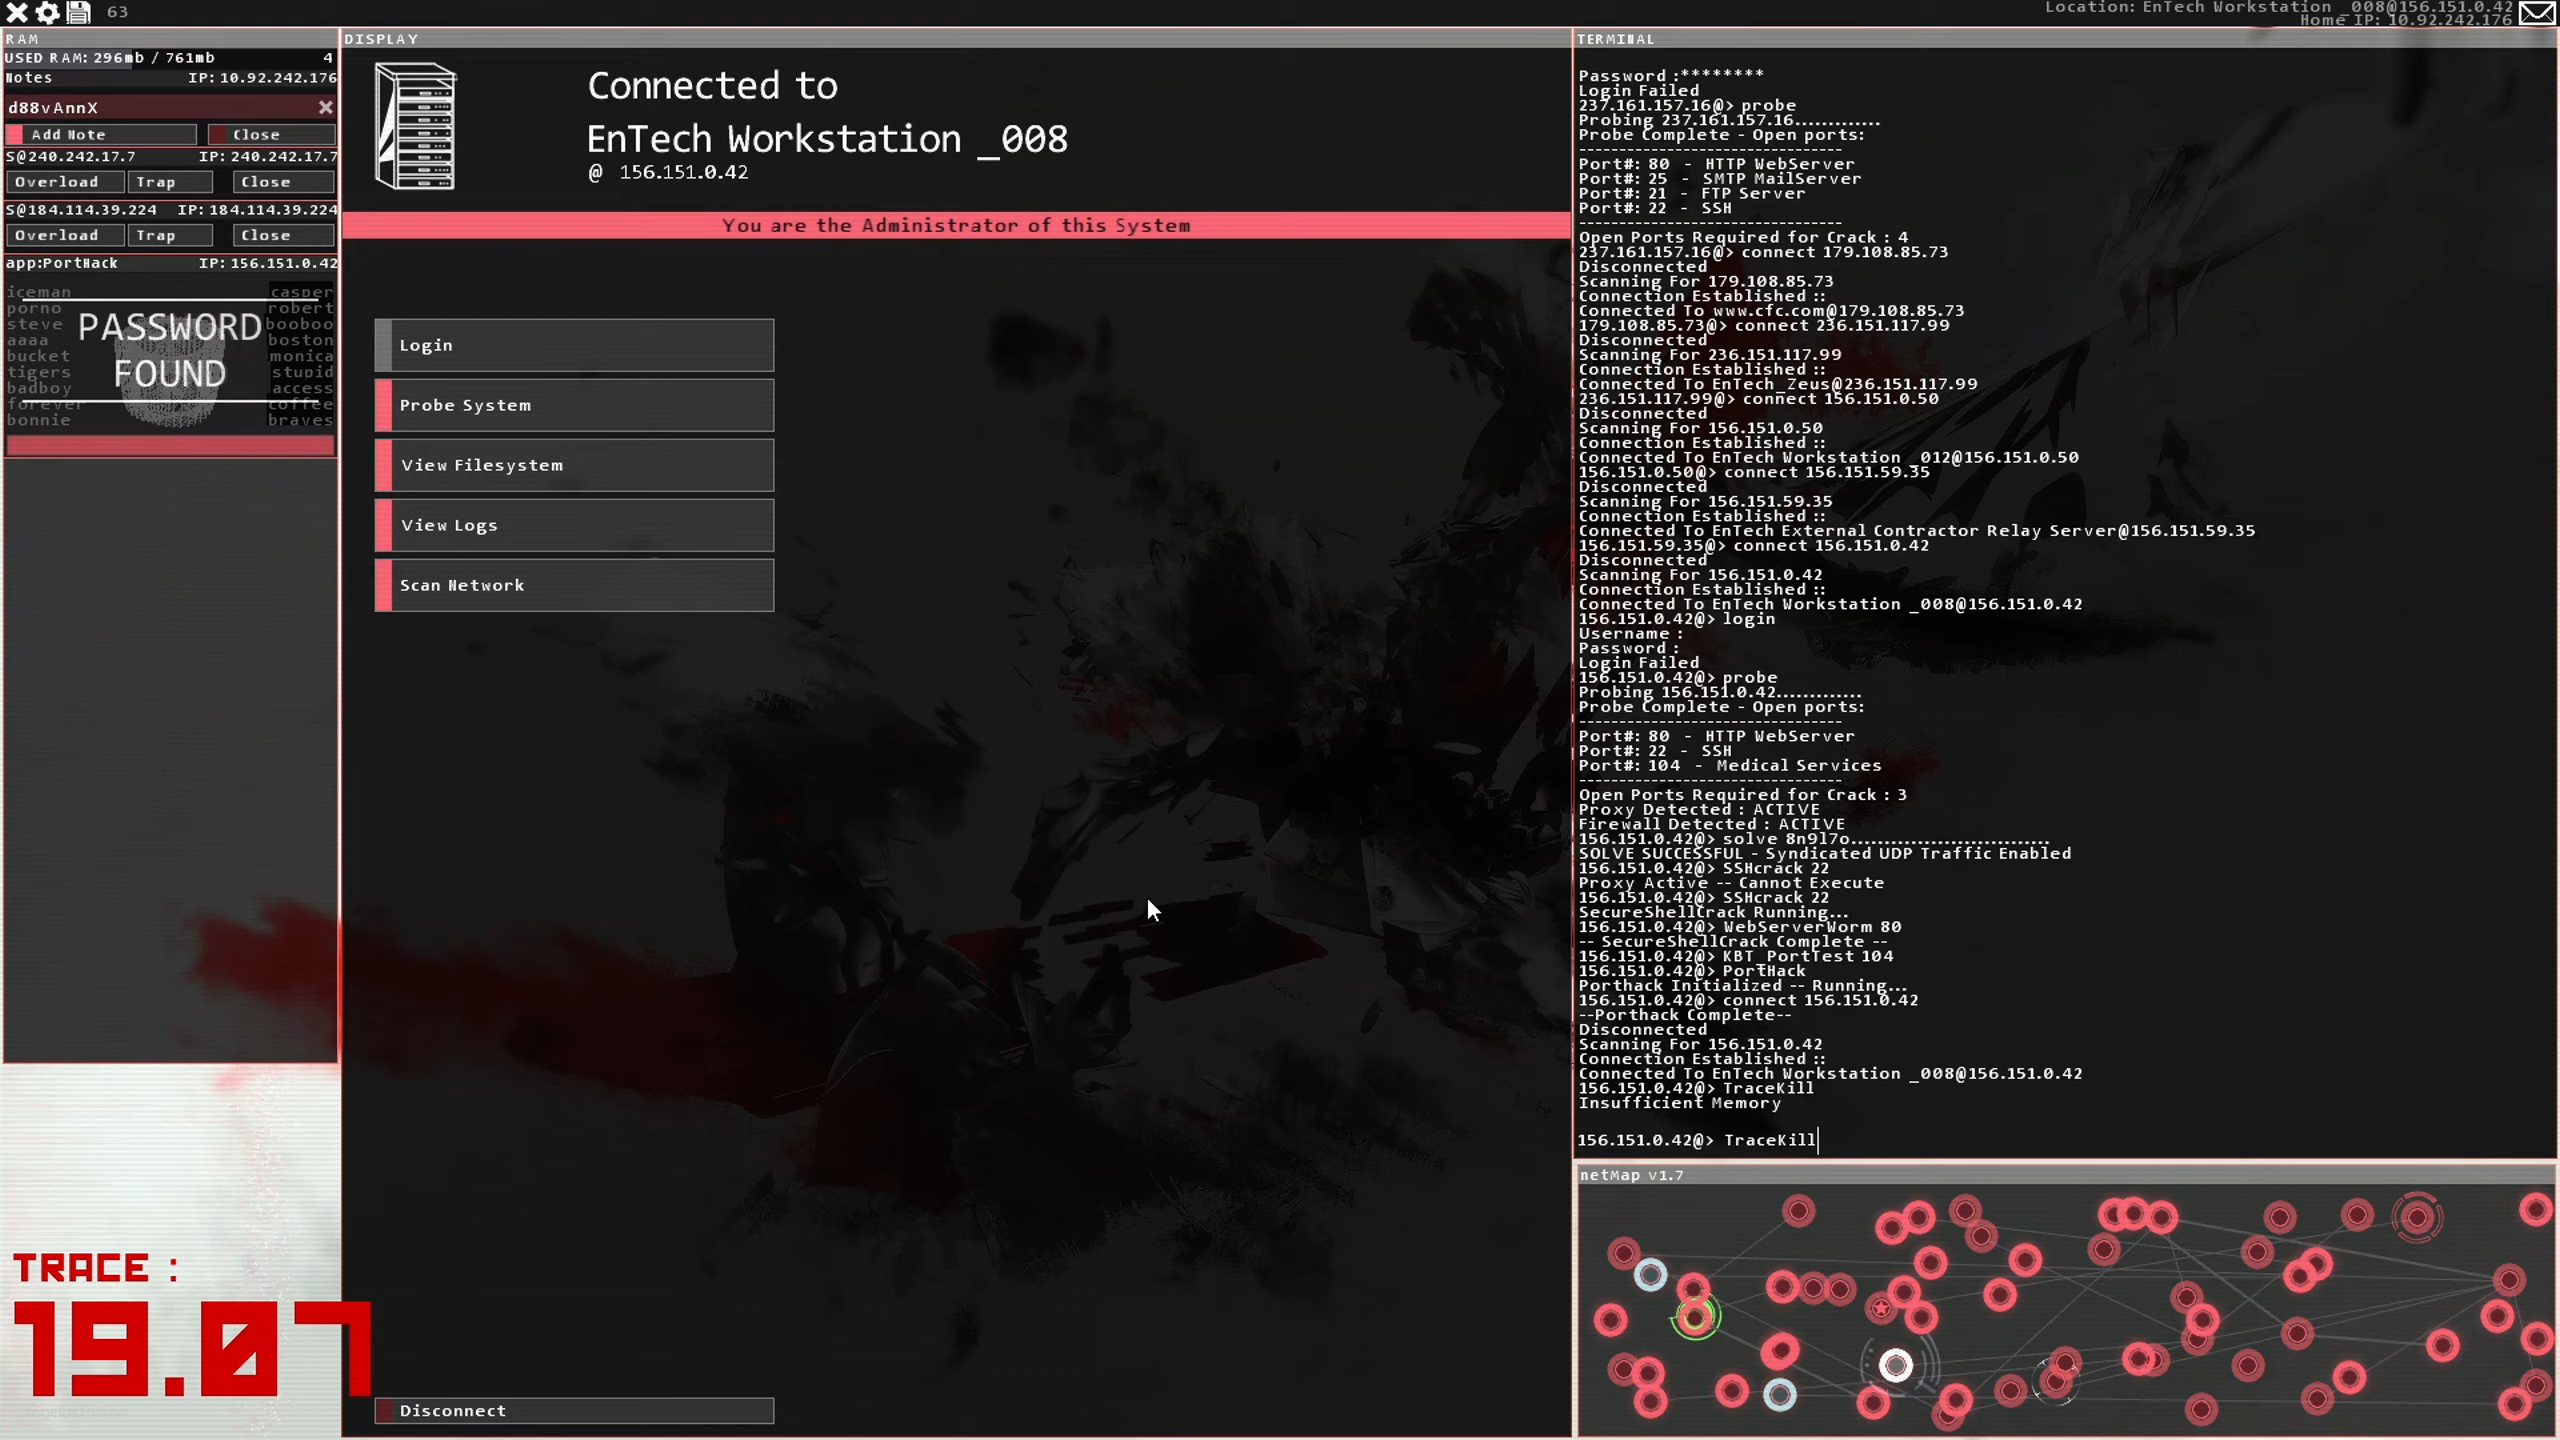 63
Location: EnTech Workstation _008@156.151.0.42
Home IP: 10.92.242.176
RAM
USED RAM: 296mb / 761mb 4
Notes IP: 10.92.242.176
d88vAnnX
Add Note Close
S@240.242.17.7 IP: 240.242.17.7
Overload Trap Close
S@184.114.39.224 IP: 184.114.39.224
Overload Trap Close
app:PortHack IP: 156.151.0.42
iceman casper
porno robert
steve booboo
aaaa boston
bucket monica
tigers stupid
badboy access
forever coffee
bonnie braves
PASSWORD
FOUND
TRACE :
19.07
DISPLAY
Connected to
EnTech Workstation _008
@ 156.151.0.42
You are the Administrator of this System
Login
Probe System
View Filesystem
View Logs
Scan Network
Disconnect
TERMINAL
Password :********
Login Failed
237.161.157.16@> probe
Probing 237.161.157.16.............
Probe Complete - Open ports:
---------------------------------
Port#: 80 - HTTP WebServer
Port#: 25 - SMTP MailServer
Port#: 21 - FTP Server
Port#: 22 - SSH
---------------------------------
Open Ports Required for Crack : 4
237.161.157.16@> connect 179.108.85.73
Disconnected
Scanning For 179.108.85.73
Connection Established ::
Connected To www.cfc.com@179.108.85.73
179.108.85.73@> connect 236.151.117.99
Disconnected
Scanning For 236.151.117.99
Connection Established ::
Connected To EnTech_Zeus@236.151.117.99
236.151.117.99@> connect 156.151.0.50
Disconnected
Scanning For 156.151.0.50
Connection Established ::
Connected To EnTech Workstation _012@156.151.0.50
156.151.0.50@> connect 156.151.59.35
Disconnected
Scanning For 156.151.59.35
Connection Established ::
Connected To EnTech External Contractor Relay Server@156.151.59.35
156.151.59.35@> connect 156.151.0.42
Disconnected
Scanning For 156.151.0.42
Connection Established ::
Connected To EnTech Workstation _008@156.151.0.42
156.151.0.42@> login
Username :
Password :
Login Failed
156.151.0.42@> probe
Probing 156.151.0.42.............
Probe Complete - Open ports:
---------------------------------
Port#: 80 - HTTP WebServer
Port#: 22 - SSH
Port#: 104 - Medical Services
---------------------------------
Open Ports Required for Crack : 3
Proxy Detected : ACTIVE
Firewall Detected : ACTIVE
156.151.0.42@> solve 8n9l7o..............................
SOLVE SUCCESSFUL - Syndicated UDP Traffic Enabled
156.151.0.42@> SSHcrack 22
Proxy Active -- Cannot Execute
156.151.0.42@> SSHcrack 22
SecureShellCrack Running...
156.151.0.42@> WebServerWorm 80
-- SecureShellCrack Complete --
156.151.0.42@> KBT_PortTest 104
156.151.0.42@> PortHack
Porthack Initialized -- Running...
156.151.0.42@> connect 156.151.0.42
--Porthack Complete--
Disconnected
Scanning For 156.151.0.42
Connection Established ::
Connected To EnTech Workstation _008@156.151.0.42
156.151.0.42@> TraceKill
Insufficient Memory
156.151.0.42@> TraceKill
netMap v1.7